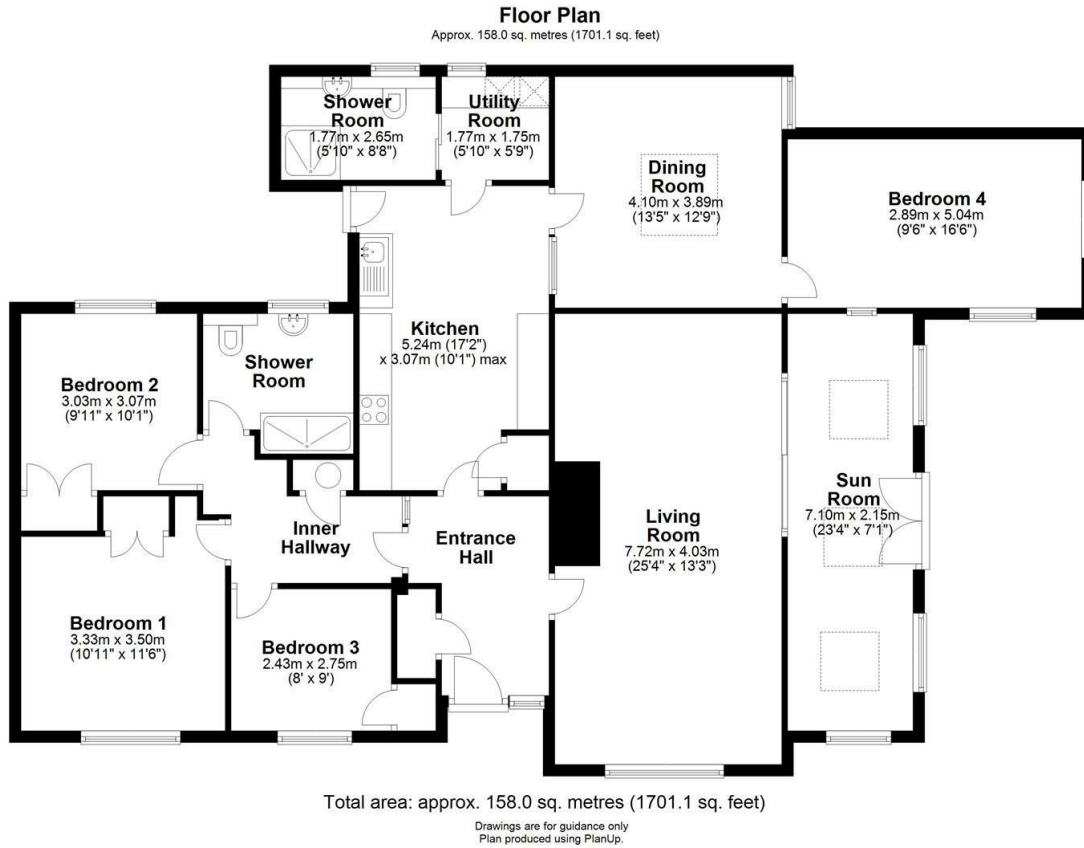 Floor Plan
Approx. 158.0 sq. metres (1701.1 sq. feet)
Shower
Room
1.77m x 2.65m
(5'10" x 8'8")
Utility
Room
1.77m x 1.75m
(5'10" x 5'9")
Dining
Room
4.10m x 3.89m
(13'5" x 12'9")
Bedroom 4
2.89m x 5.04m
(9'6" x 16'6")
Kitchen
5.24m (17'2")
x 3.07m (10'1") max
Shower
Room
Bedroom 2
3.03m x 3.07m
(9'11" x 10'1")
Sun
Room
7.10m x 2.15m
(23'4" x 7'1")
Living
Room
7.72m x 4.03m
(25'4" x 13'3")
Inner
Hallway
Entrance
Hall
Bedroom 1
3.33m x 3.50m
(10'11" x 11'6")
Bedroom 3
2.43m x 2.75m
(8' x 9')
Total area: approx. 158.0 sq. metres (1701.1 sq. feet)
Drawings are for guidance only
Plan produced using PlanUp.